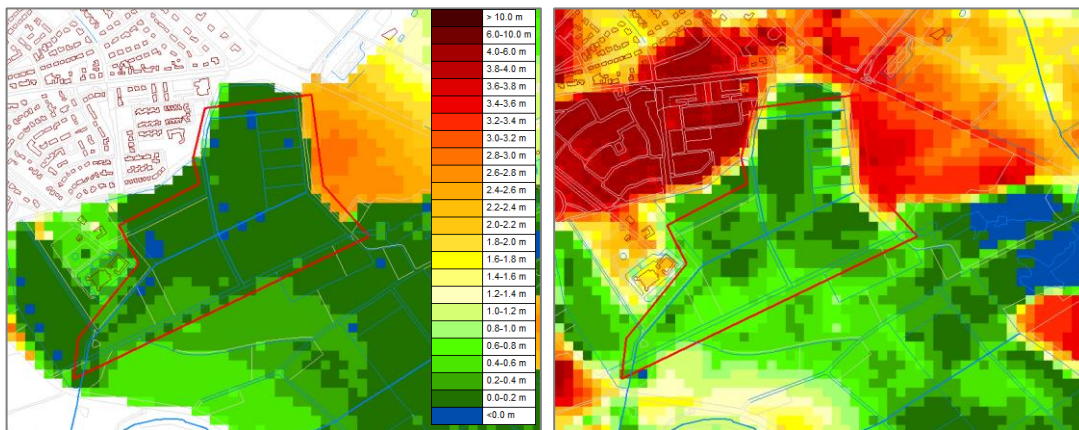 > 10.0 m
6.0-10.0 m
4.0-6.0 m
3.8-4.0 m
3.6-3.8 m
3.4-3.6 m
3.2-3.4 m
3.0-3.2 m
2.8-3.0 m
2.6-2.8 m
2.4-2.6 m
2.2-2.4 m
2.0-2.2 m
1.8-2.0 m
1.6-1.8 m
1.4-1.6 m
1.2-1.4 m
1.0-1.2 m
0.8-1.0 m
0.6-0.8 m
0.4-0.6 m
0.2-0.4 m
0.0-0.2 m
<0.0 m